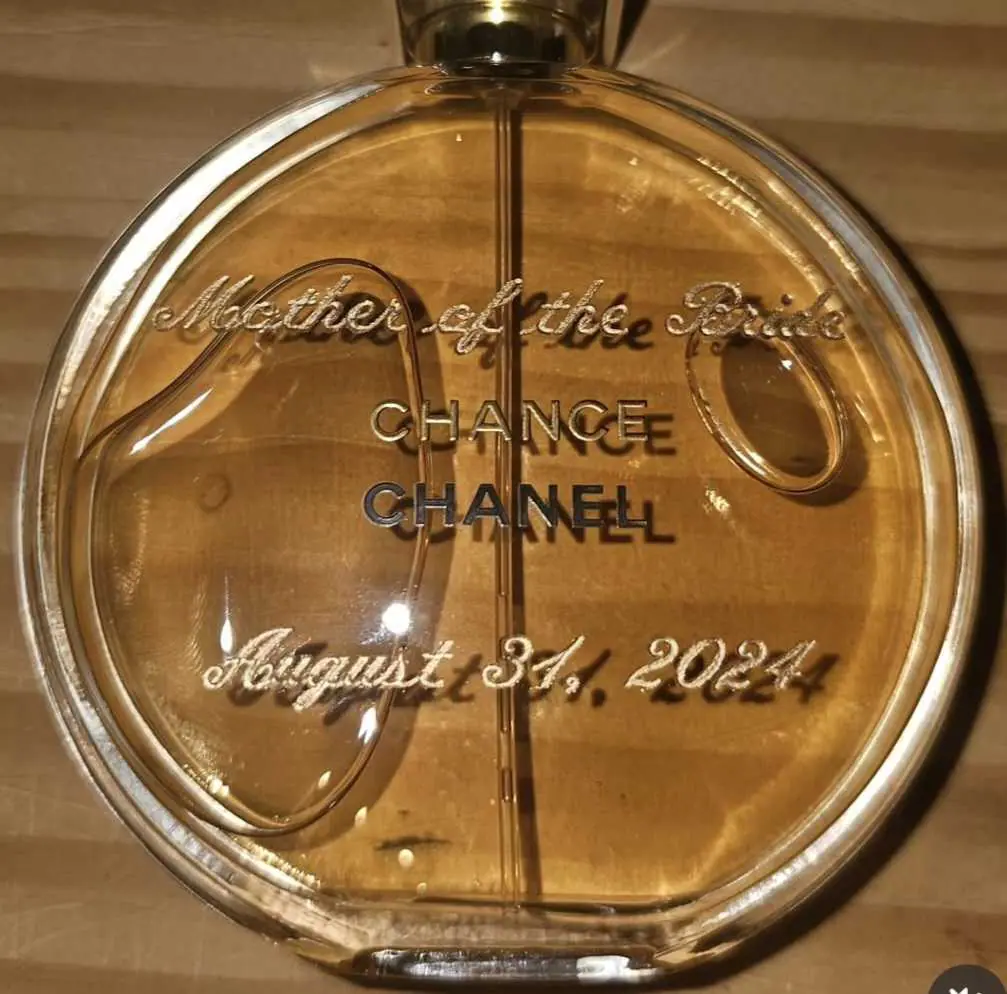 Mother of the Bride
CHANCE
CHANEL
August 31, 2024